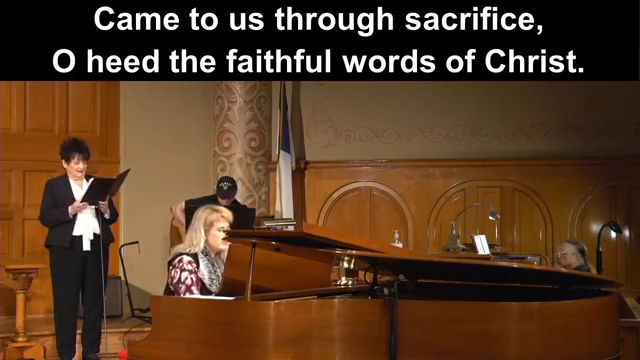 Came to us through sacrifice,
O heed the faithful words of Christ.